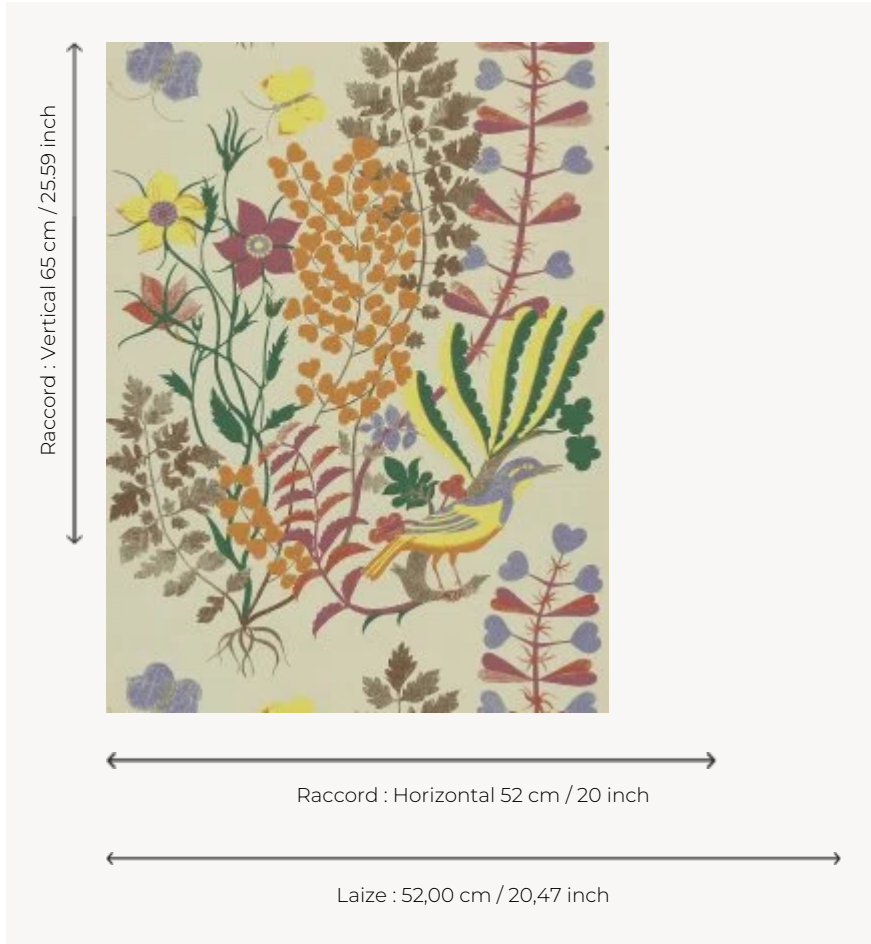 Raccord : Vertical 65 cm / 25.59 inch
Raccord : Horizontal 52 cm / 20 inch
Laize : 52,00 cm / 20,47 inch